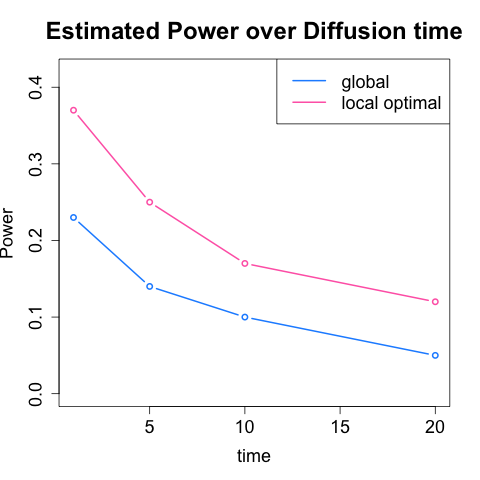 Estimated Power over Diffusion time
global
local optimal
Power
0.4
0.3
0.2
0.1
0.0
5 10 15 20
time